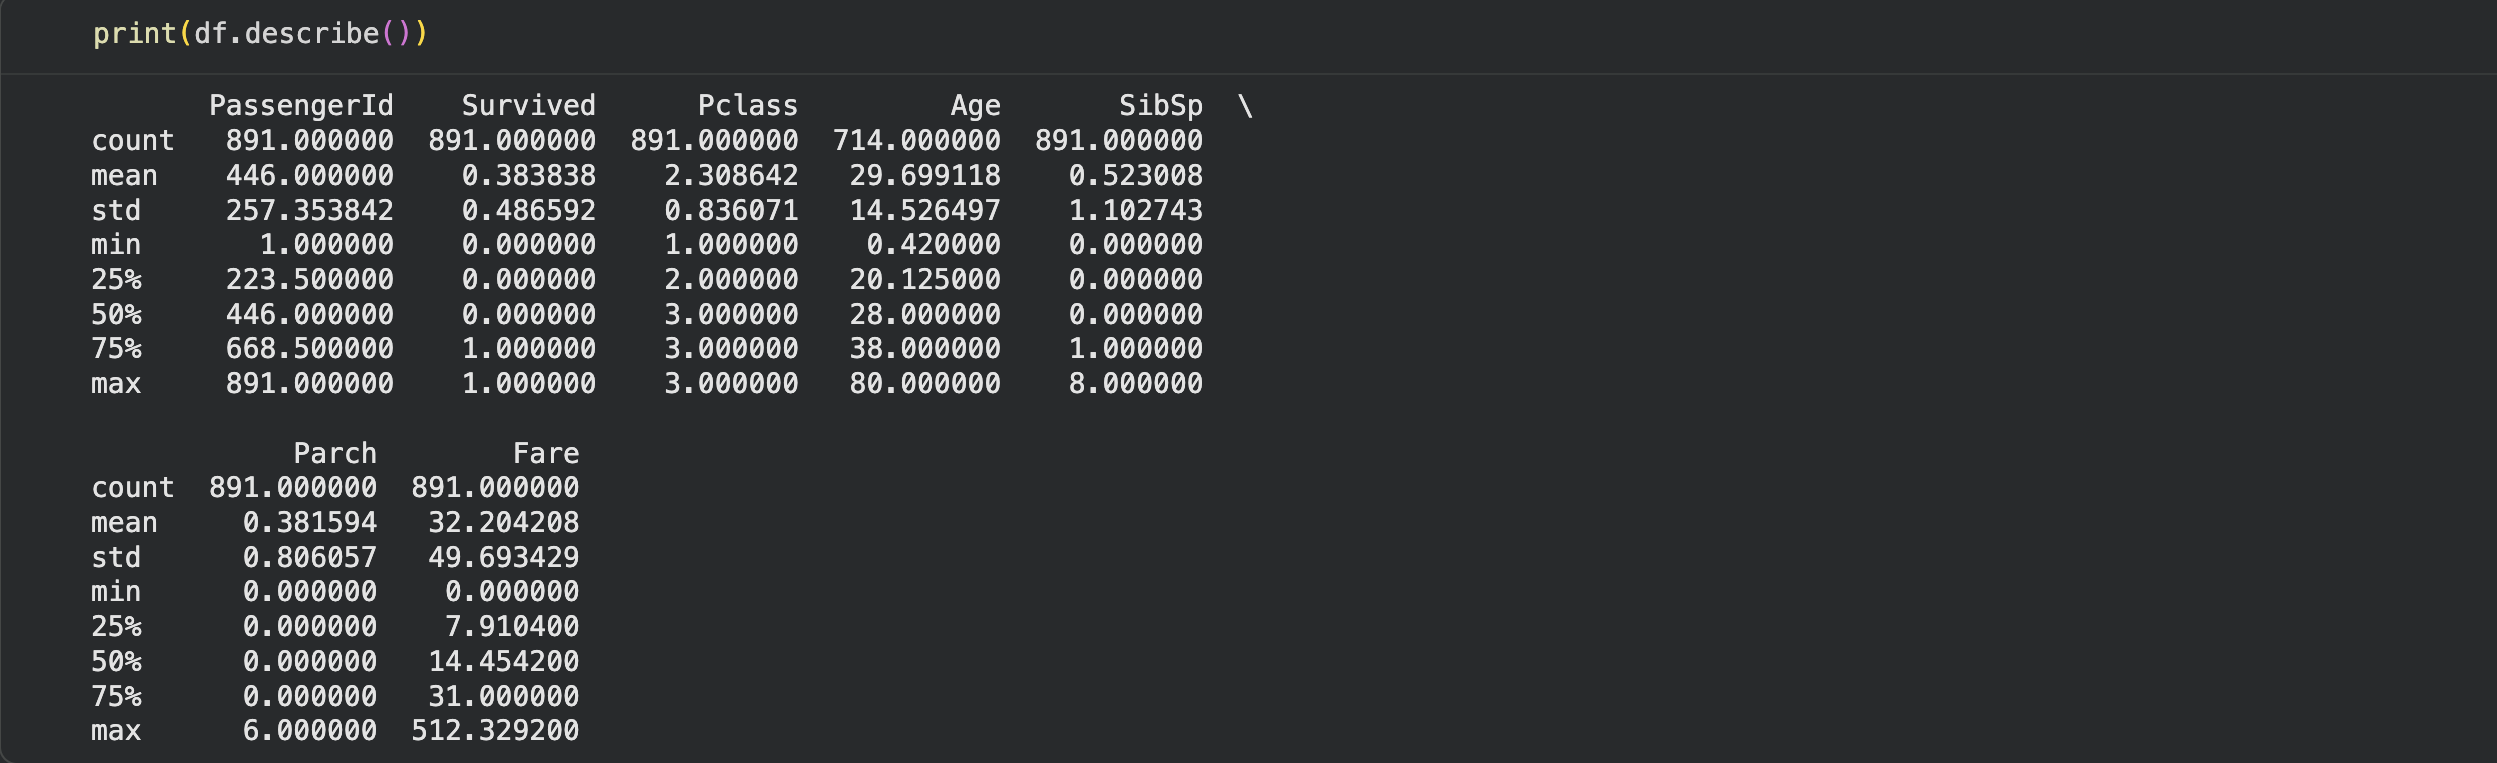 print(df.describe())
PassengerId Survived Pclass Age SibSp \
count 891.000000 891.000000 891.000000 714.000000 891.000000
mean 446.000000 0.383838 2.308642 29.699118 0.523008
std 257.353842 0.486592 0.836071 14.526497 1.102743
min 1.000000 0.000000 1.000000 0.420000 0.000000
25% 223.500000 0.000000 2.000000 20.125000 0.000000
50% 446.000000 0.000000 3.000000 28.000000 0.000000
75% 668.500000 1.000000 3.000000 38.000000 1.000000
max 891.000000 1.000000 3.000000 80.000000 8.000000
Parch Fare
count 891.000000 891.000000
mean 0.381594 32.204208
std 0.806057 49.693429
min 0.000000 0.000000
25% 0.000000 7.910400
50% 0.000000 14.454200
75% 0.000000 31.000000
max 6.000000 512.329200